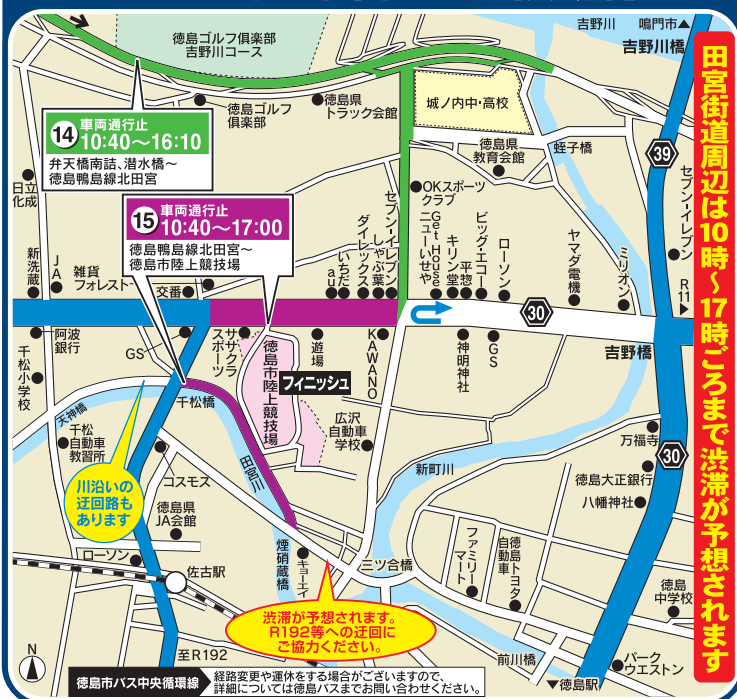 吉野川
鳴門市▲
吉野川橋
徳島ゴルフ倶楽部
吉野川コース
徳島ゴルフ
倶楽部
徳島県
トラック会館
城ノ内中・高校
徳島県
教育会館
蛭子橋
39
セブン-イレブン
R11▶
14 車両通行止
10:40〜16:10
弁天橋南詰、潜水橋〜
徳島鴨島線北田宮
15 車両通行止
10:40〜17:00
徳島鴨島線北田宮〜
徳島市陸上競技場
日立
化成
新洗蔵
JA
雑貨
フォレスト
交番
au
いちだ
ダイレックス
しゃぶ葉
セブン-イレブン
OKスポーツ
クラブ
ニューいせや
Get House
キリン堂
平惣
ビッグ・エコー
ローソン
ヤマダ電機
ミリオン
30
吉野橋
阿波
銀行
千松小学校
GS
ササクラ
スポーツ
徳島市陸上競技場
フィニッシュ
遊場
KAWANO
神明神社
GS
広沢
自動車
学校
千松橋
天神橋
千松
自動車
教習所
田宮川
新町川
川沿いの
迂回路も
あります
コスモス
徳島県
JA会館
ローソン
佐古駅
煙硝蔵橋
キョーエイ
三ツ合橋
ファミリー
マート
徳島トヨタ
自動車
万福寺
徳島大正銀行
30
八幡神社
徳島
中学校
パーク
ウエストン
前川橋
▼徳島駅
至R192
渋滞が予想されます。
R192等への迂回に
ご協力ください。
N
徳島市バス中央循環線
経路変更や運休をする場合がございますので、
詳細については徳島バスまでお問い合わせください。
田宮街道周辺は10時〜17時ごろまで渋滞が予想されます